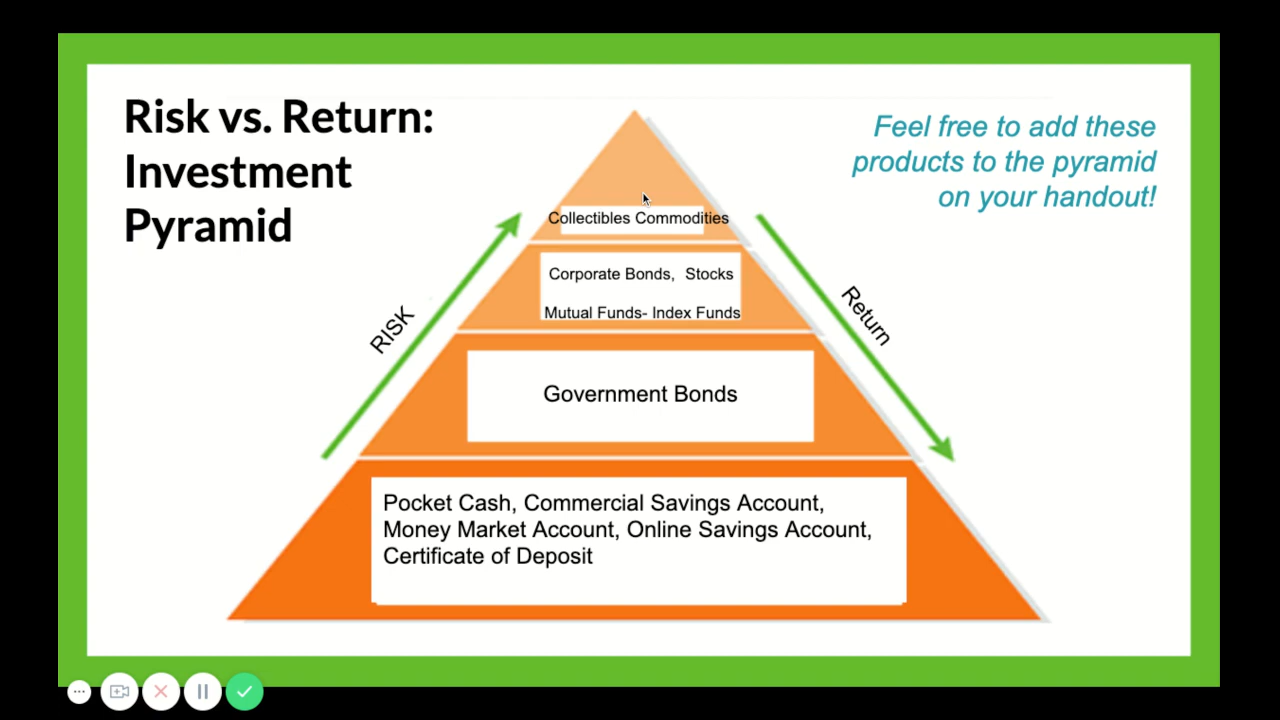 Risk vs. Return:
Investment
Pyramid
Feel free to add these
products to the pyramid
on your handout!
RISK
Return
Collectibles Commodities
Corporate Bonds,  Stocks
Mutual Funds- Index Funds
Government Bonds
Pocket Cash, Commercial Savings Account,
Money Market Account, Online Savings Account,
Certificate of Deposit